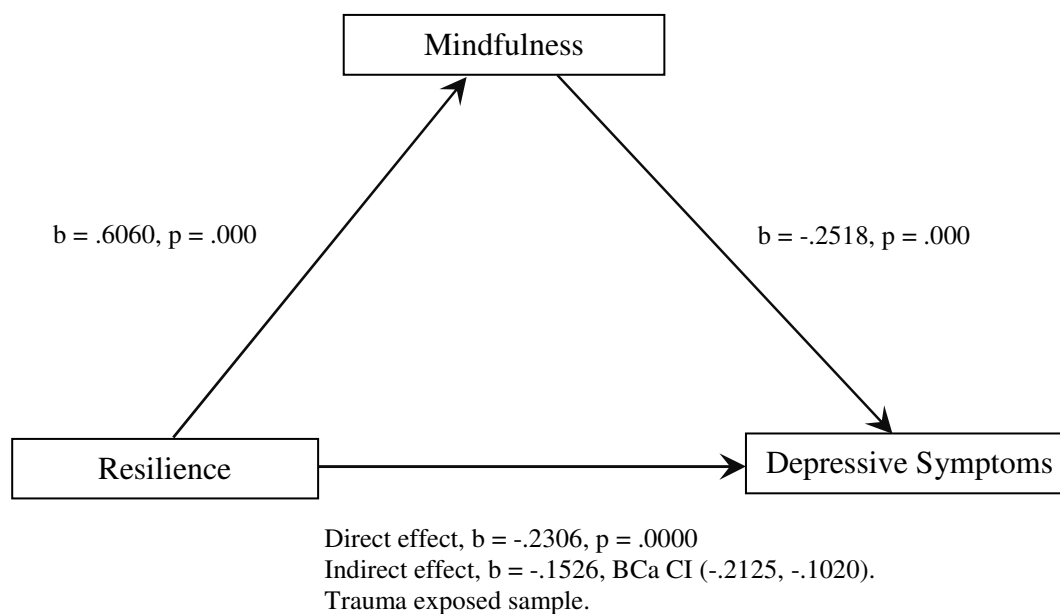 Mindfulness
b = .6060, p = .000
b = -.2518, p = .000
Resilience
Depressive Symptoms
Direct effect, b = -.2306, p = .0000
Indirect effect, b = -.1526, BCa CI (-.2125, -.1020).
Trauma exposed sample.